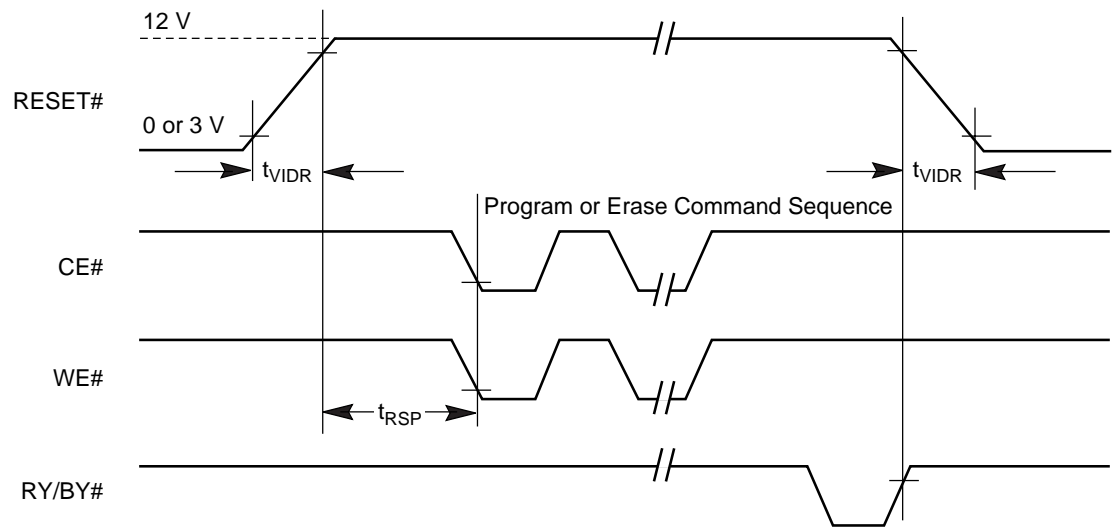 12 V
RESET#
0 or 3 V
tVIDR
tVIDR
Program or Erase Command Sequence
CE#
WE#
tRSP
RY/BY#